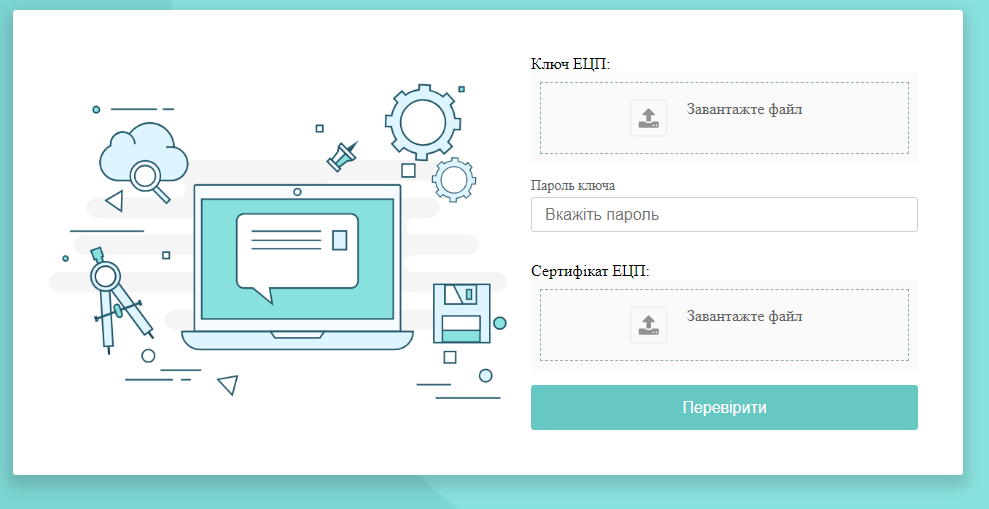 Ключ ЕЦП:
Завантажте файл
Пароль ключа
Вкажіть пароль
Сертифікат ЕЦП:
Завантажте файл
Перевірити